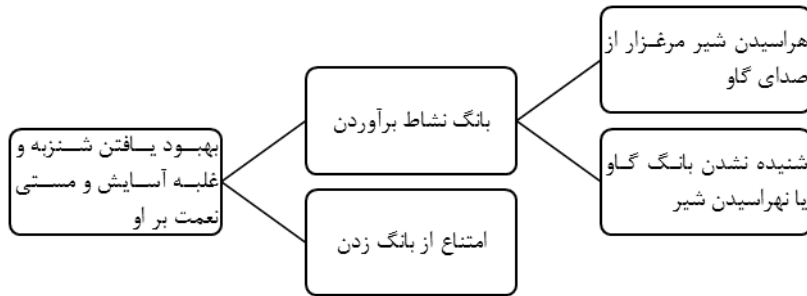 هراسیدن شیر مرغزار از
صدای گاو
بانگ نشاط برآوردن
بهبود یافتن شنزبه و
غلبه آسایش و مستی
نعمت بر او
شنیده نشدن بانگ گاو
یا نهراسیدن شیر
امتناع از بانگ زدن